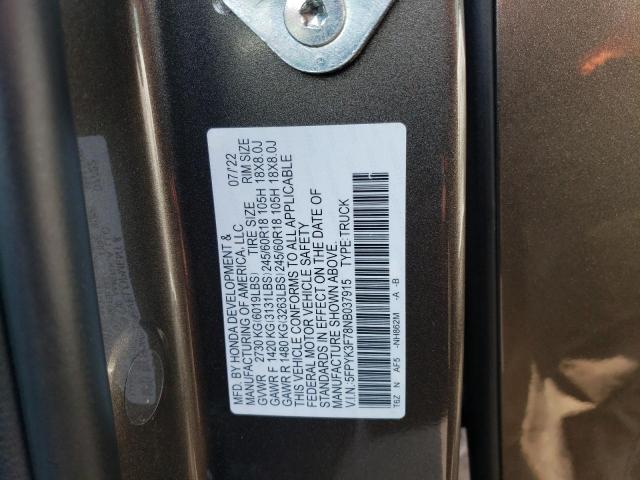 MFD. BY HONDA DEVELOPMENT & 07/22
MANUFACTURING OF AMERICA, LLC
GVWR 2730 KG(6019LBS) TIRE SIZE RIM SIZE
GAWR F 1420 KG(3131LBS) 245/60R18 105H 18X8.0J
GAWR R 1480 KG(3263LBS) 245/60R18 105H 18X8.0J
THIS VEHICLE CONFORMS TO ALL APPLICABLE
FEDERAL MOTOR VEHICLE SAFETY
STANDARDS IN EFFECT ON THE DATE OF
MANUFACTURE SHOWN ABOVE.
V.I.N.:5FPYK3F78NB037915 TYPE:TRUCK
T6Z N AF5 -NH862M -A -B